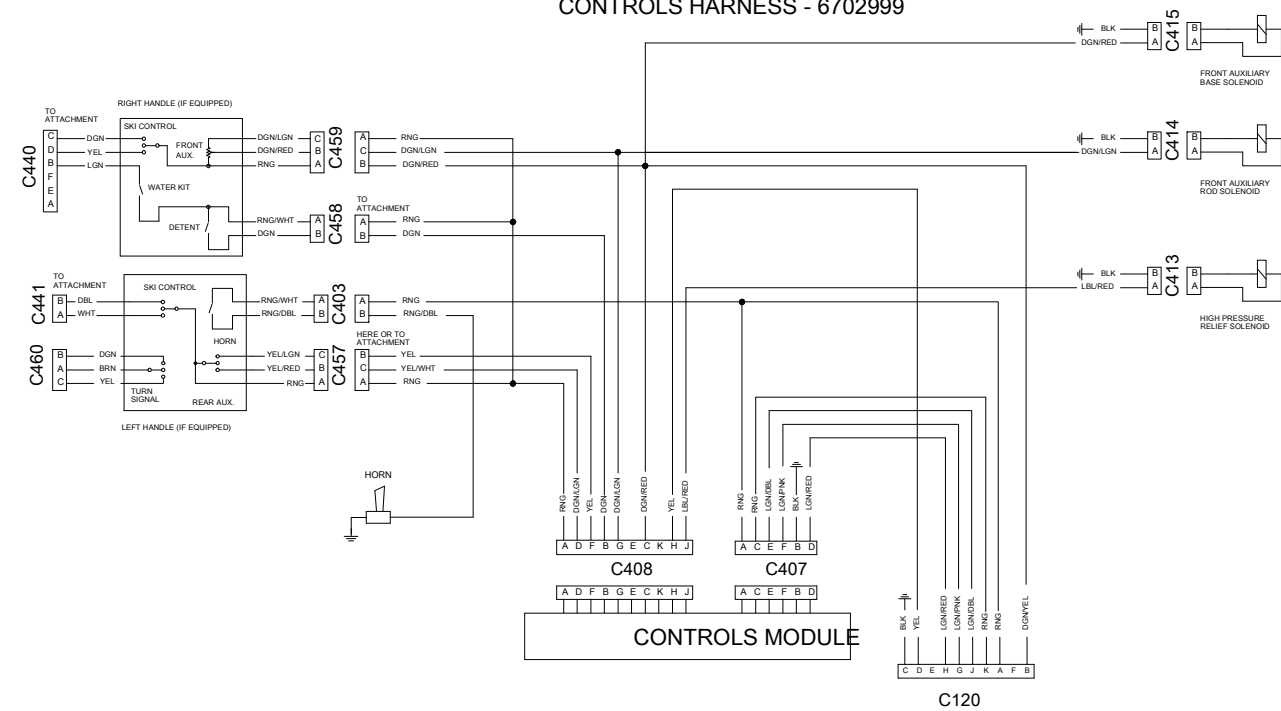 CONTROLS HARNESS - 6702999
BLK
DGN/RED
B
A
C415
B
A
FRONT AUXILIARY
BASE SOLENOID
RIGHT HANDLE (IF EQUIPPED)
TO
ATTACHMENT
C440
C
D
B
F
E
A
DGN
YEL
LGN
SKI CONTROL
FRONT
AUX.
WATER KIT
DETENT
DGN/LGN
DGN/RED
RNG
C
B
A
C459
A
C
B
RNG
DGN/LGN
DGN/RED
BLK
DGN/LGN
B
A
C414
B
A
FRONT AUXILIARY
ROD SOLENOID
RNG/WHT
DGN
A
B
C458
TO
ATTACHMENT
A
B
RNG
DGN
TO
ATTACHMENT
C441
B
A
DBL
WHT
SKI CONTROL
HORN
RNG/WHT
RNG/DBL
A
B
C403
A
B
RNG
RNG/DBL
BLK
LBL/RED
B
A
C413
B
A
HIGH PRESSURE
RELIEF SOLENOID
C460
B
A
C
DGN
BRN
YEL
TURN
SIGNAL
REAR AUX.
YEL/LGN
YEL/RED
RNG
C
B
A
C457
HERE OR TO
ATTACHMENT
B
C
A
YEL
YEL/WHT
RNG
LEFT HANDLE (IF EQUIPPED)
HORN
RNG
DGN/LGN
YEL
DGN
DGN/LGN
DGN/RED
YEL
LBL/RED
RNG
RNG
LGN/DBL
LGN/PNK
BLK
LGN/RED
A D F B G E C K H J
A C E F B D
C408
C407
A D F B G E C K H J
A C E F B D
CONTROLS MODULE
BLK
YEL
LGN/RED
LGN/PNK
LGN/DBL
RNG
RNG
DGN/YEL
C D E H G J K A F B
C120